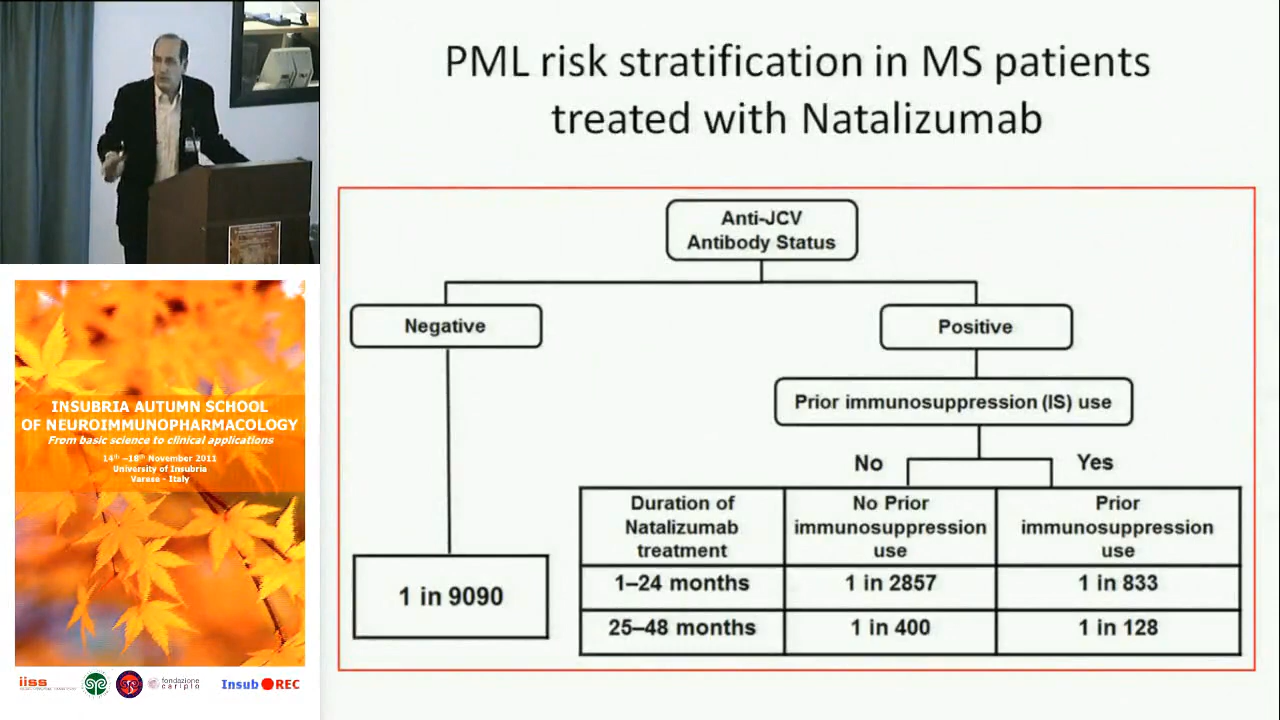 PML risk stratification in MS patients
treated with Natalizumab
Anti-JCV
Antibody Status
Negative
Positive
Prior immunosuppression (IS) use
No
Yes
Duration of
Natalizumab
treatment
No Prior
immunosuppression
use
Prior
immunosuppression
use
1–24 months
1 in 2857
1 in 833
25–48 months
1 in 400
1 in 128
1 in 9090
INSUBRIA AUTUMN SCHOOL
OF NEUROIMMUNOPHARMACOLOGY
From basic science to clinical applications
14th –18th November 2011
University of Insubria
Varese - Italy
iiss
fondazione
cariplo
Insub REC